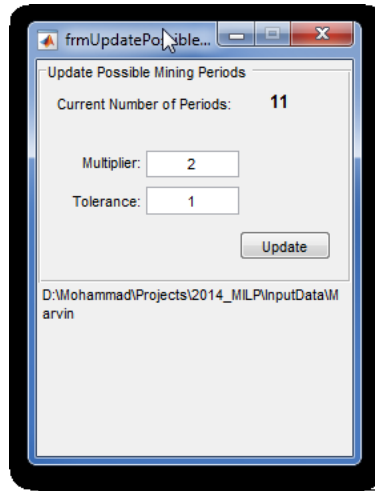 frmUpdatePossible...
Update Possible Mining Periods
Current Number of Periods: 11
Multiplier: 2
Tolerance: 1
Update
D:\Mohammad\Projects\2014_MILP\InputData\M
arvin